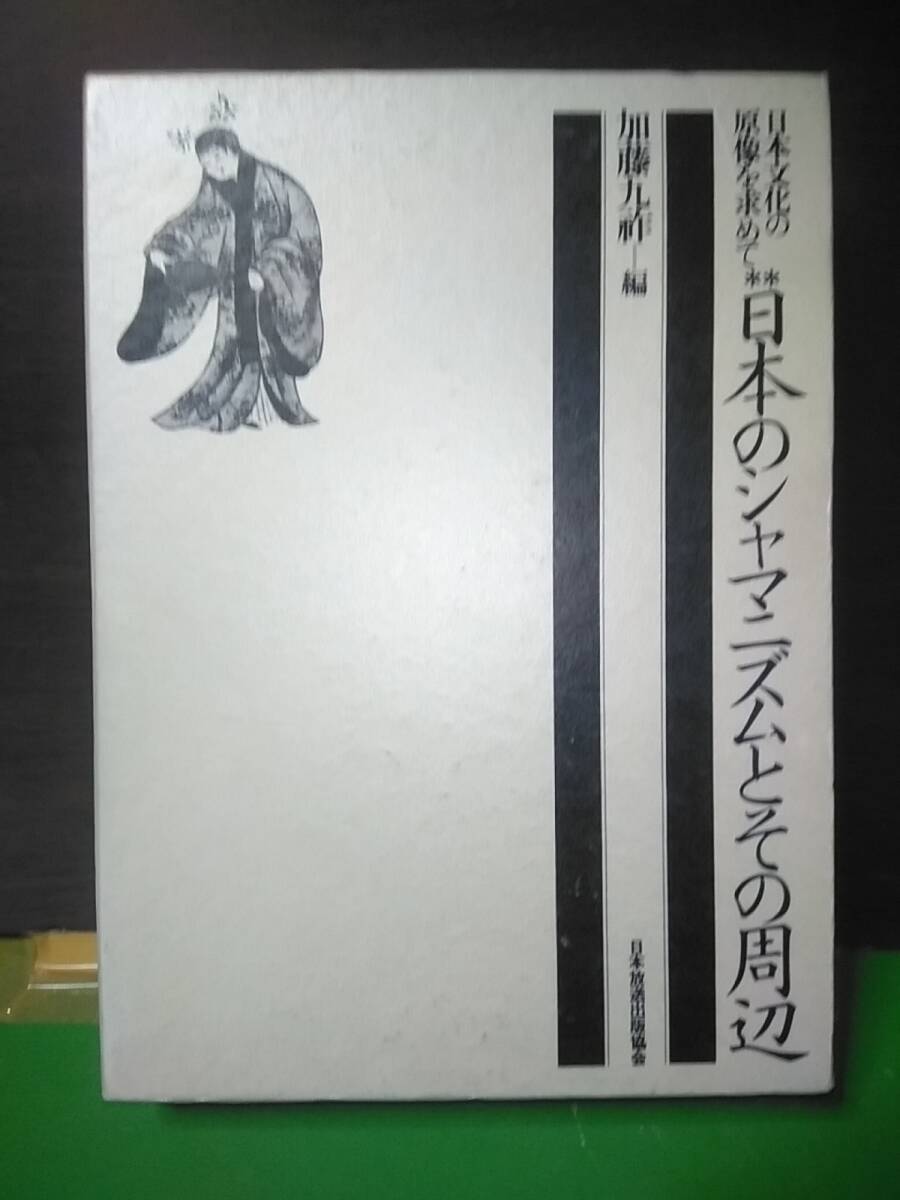 日本文化の
原像を求めて**
日本のシャマニズムとその周辺
加藤九祚―編
日本放送出版協会